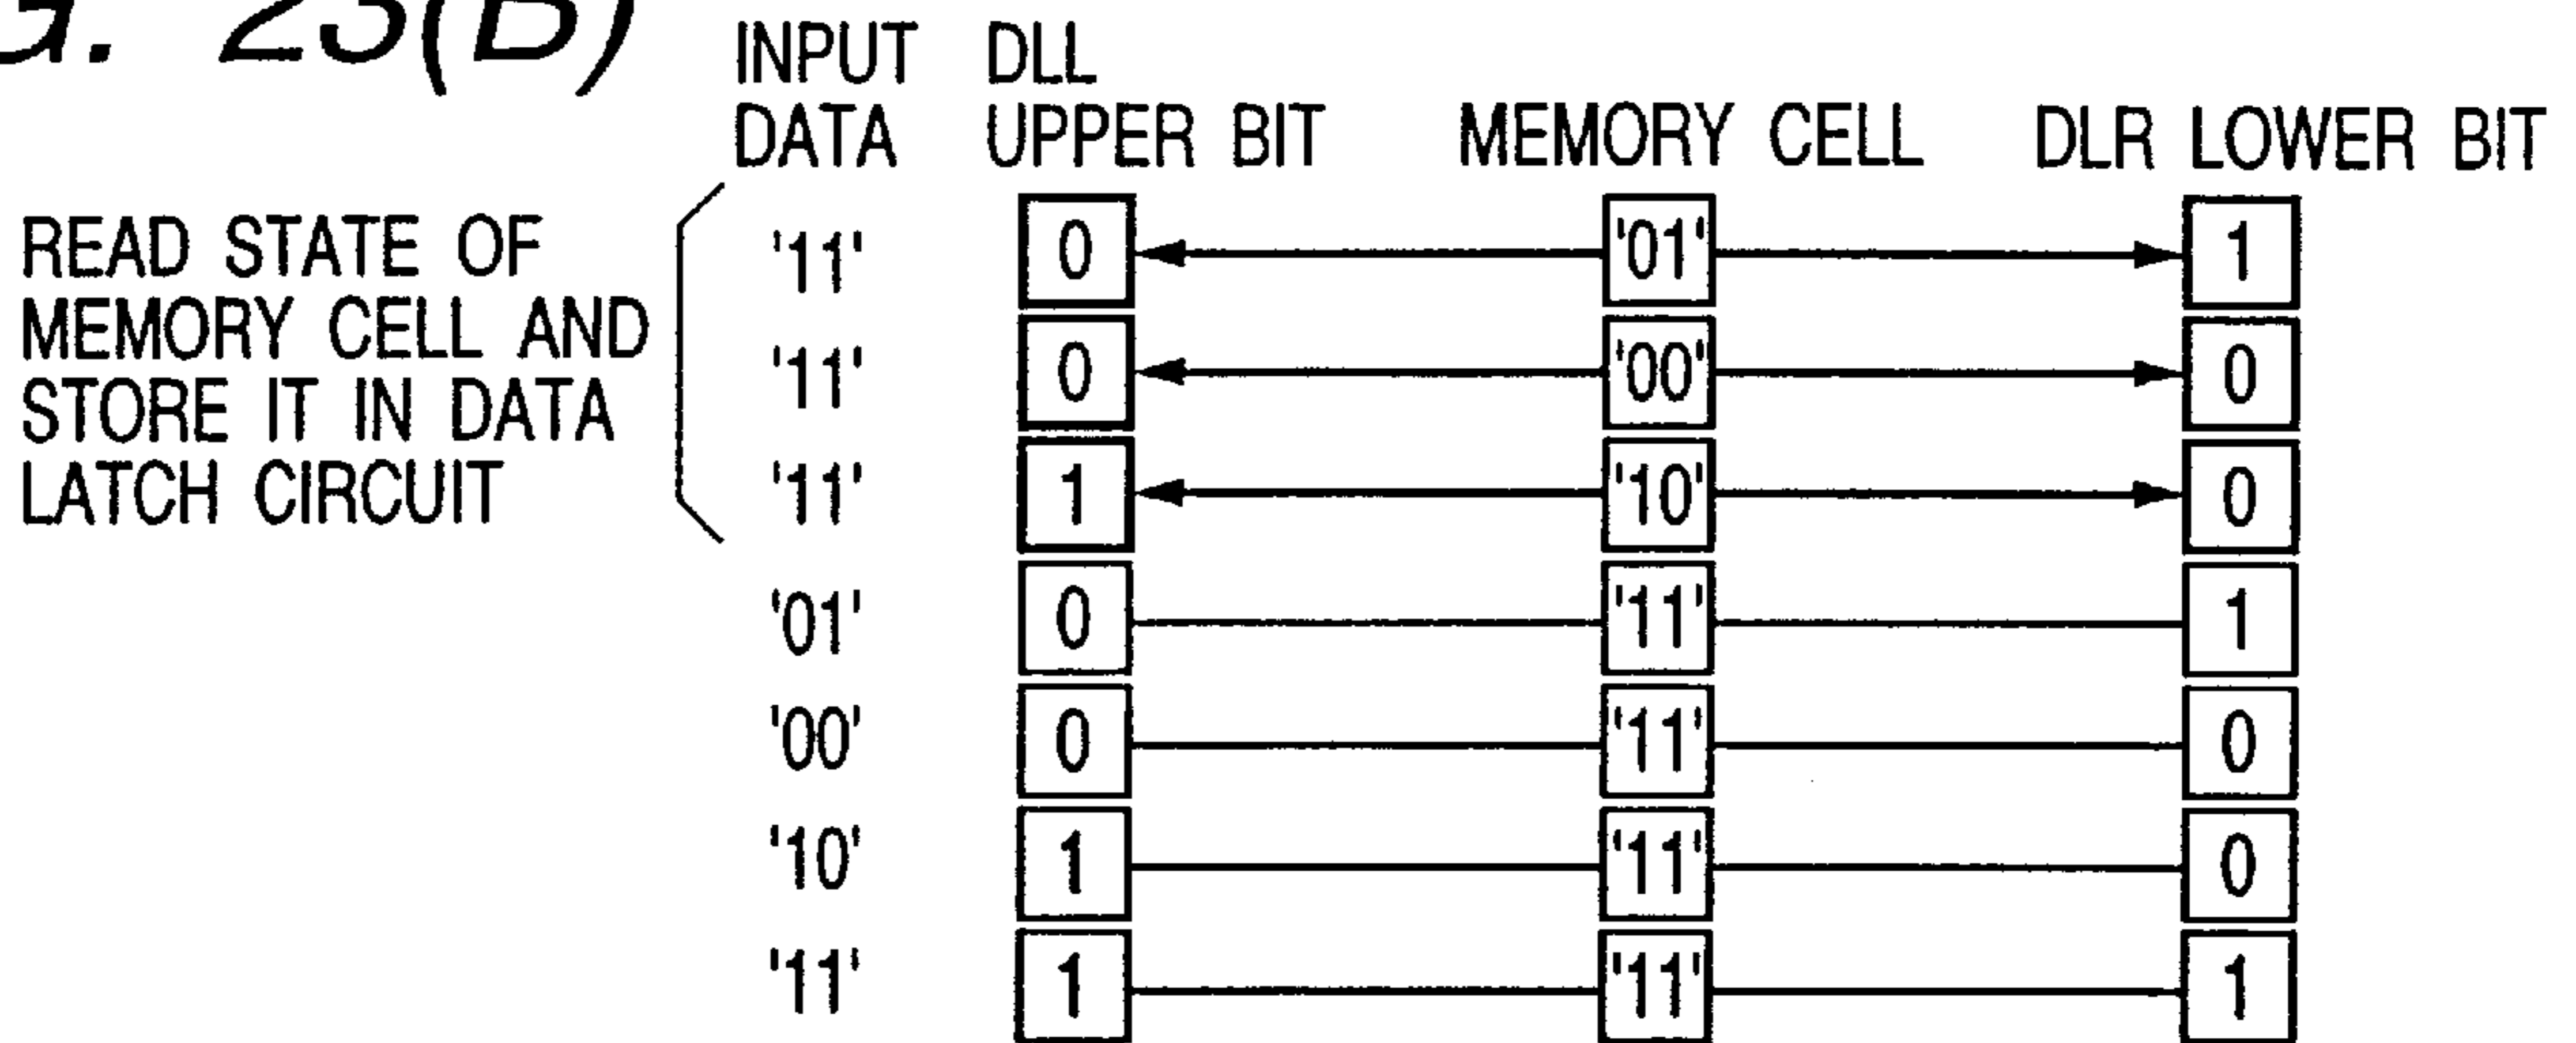 23(B)
INPUT DLL
DATA UPPER BIT MEMORY CELL DLR LOWER BIT
READ STATE OF
MEMORY CELL AND
STORE IT IN DATA
LATCH CIRCUIT
'11' 0 '01' 1
'11' 0 '00' 0
'11' 1 '10' 0
'01' 0 '11' 1
'00' 0 '11' 0
'10' 1 '11' 0
'11' 1 '11' 1